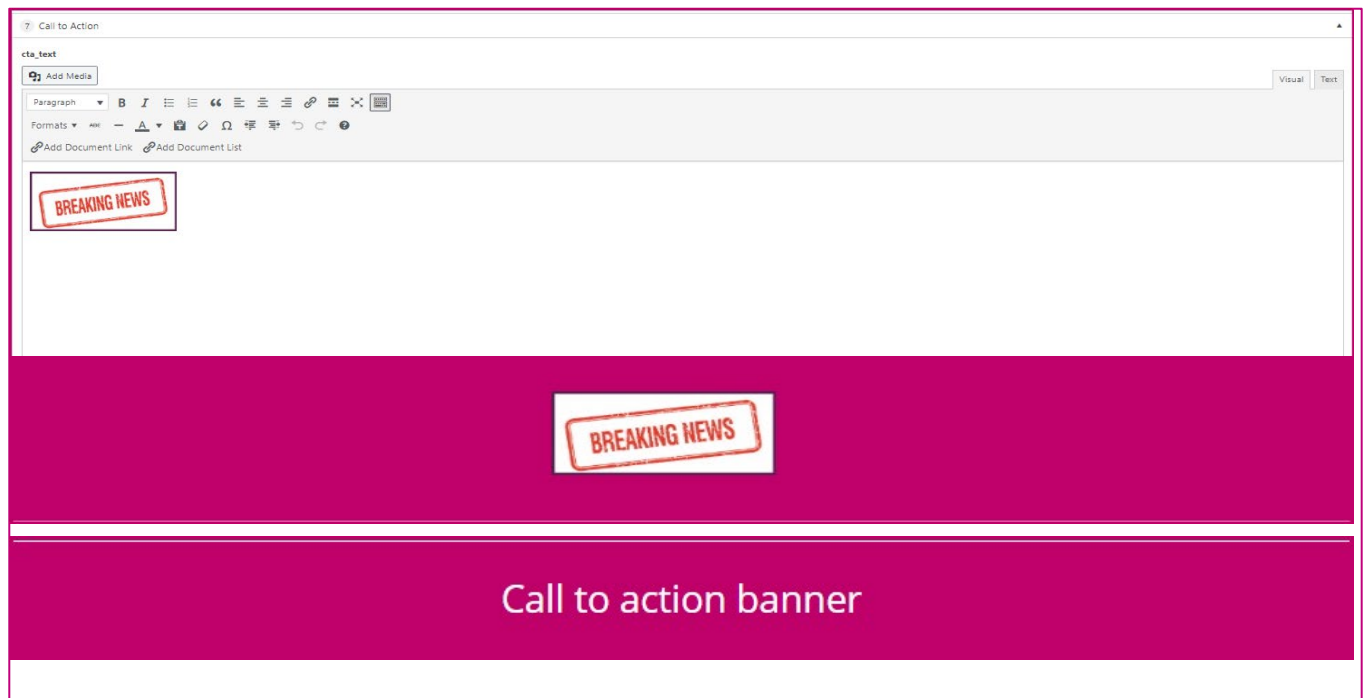 7 Call to Action
cta_text
Add Media
Visual Text
Paragraph B I
Formats ABC A Ω
Add Document Link Add Document List
BREAKING NEWS
BREAKING NEWS
Call to action banner